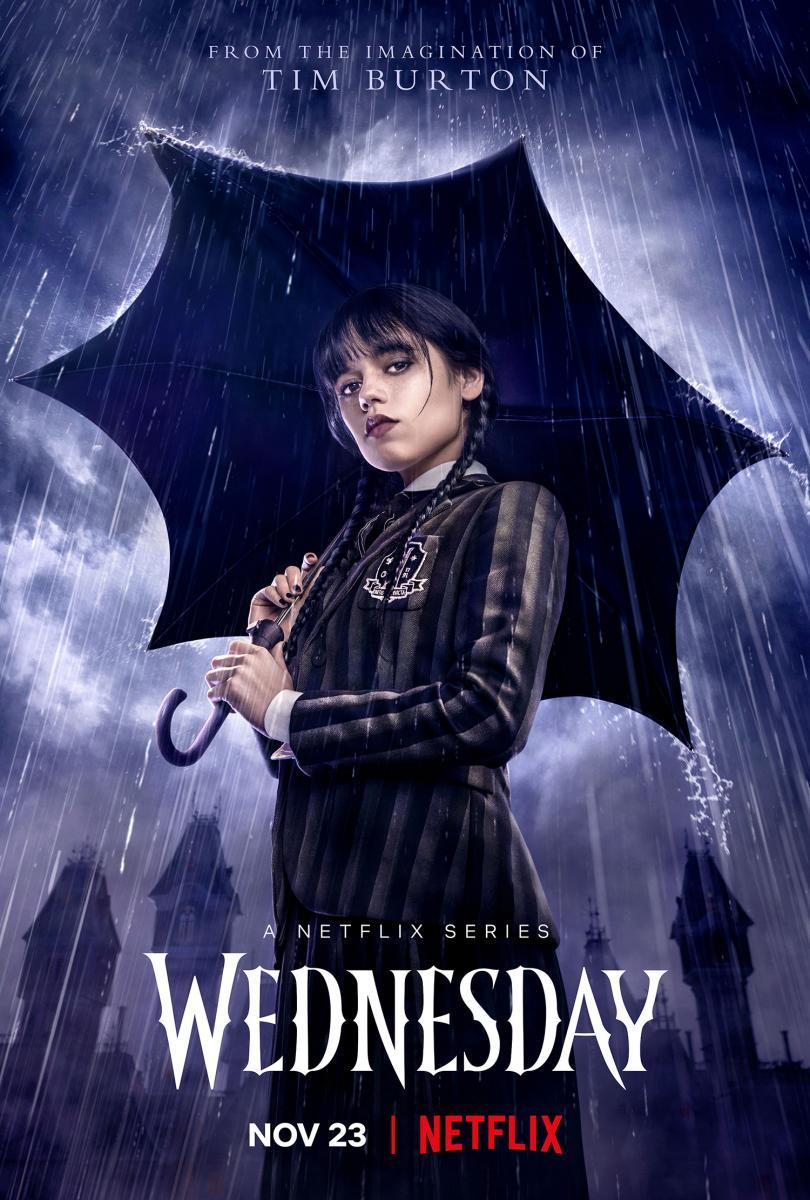 FROM THE IMAGINATION OF
TIM BURTON
A NETFLIX SERIES
WEDNESDAY
NOV 23 | NETFLIX